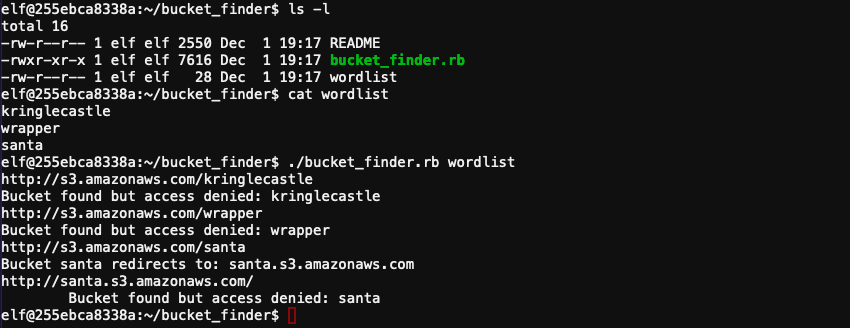 elf@255ebca8338a:~/bucket_finder$ ls -l
total 16
-rw-r--r-- 1 elf elf 2550 Dec  1 19:17 README
-rwxr-xr-x 1 elf elf 7616 Dec  1 19:17 bucket_finder.rb
-rw-r--r-- 1 elf elf   28 Dec  1 19:17 wordlist
elf@255ebca8338a:~/bucket_finder$ cat wordlist
kringlecastle
wrapper
santa
elf@255ebca8338a:~/bucket_finder$ ./bucket_finder.rb wordlist
http://s3.amazonaws.com/kringlecastle
Bucket found but access denied: kringlecastle
http://s3.amazonaws.com/wrapper
Bucket found but access denied: wrapper
http://s3.amazonaws.com/santa
Bucket santa redirects to: santa.s3.amazonaws.com
http://santa.s3.amazonaws.com/
        Bucket found but access denied: santa
elf@255ebca8338a:~/bucket_finder$